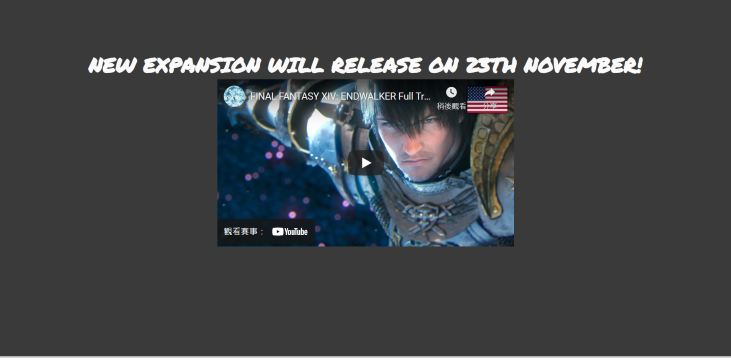 NEW EXPANSION WILL RELEASE ON 23TH NOVEMBER!
FINAL FANTASY XIV: ENDWALKER Full Tr...
稍後觀看
分享
觀看賽事：
YouTube